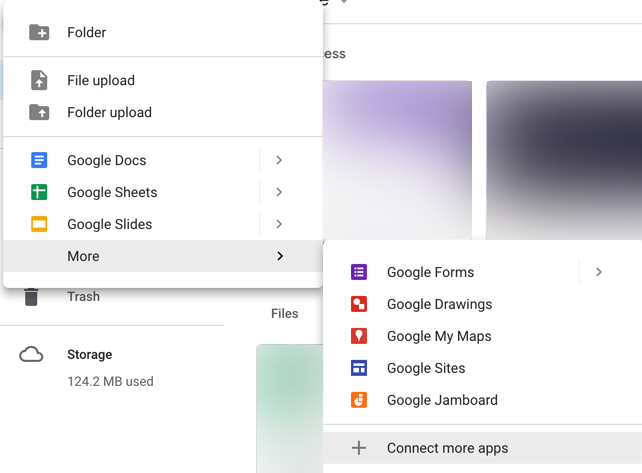 Folder
File upload
Folder upload
Google Docs
Google Sheets
Google Slides
More
Trash
Storage
124.2 MB used
ess
Files
Google Forms
Google Drawings
Google My Maps
Google Sites
Google Jamboard
Connect more apps